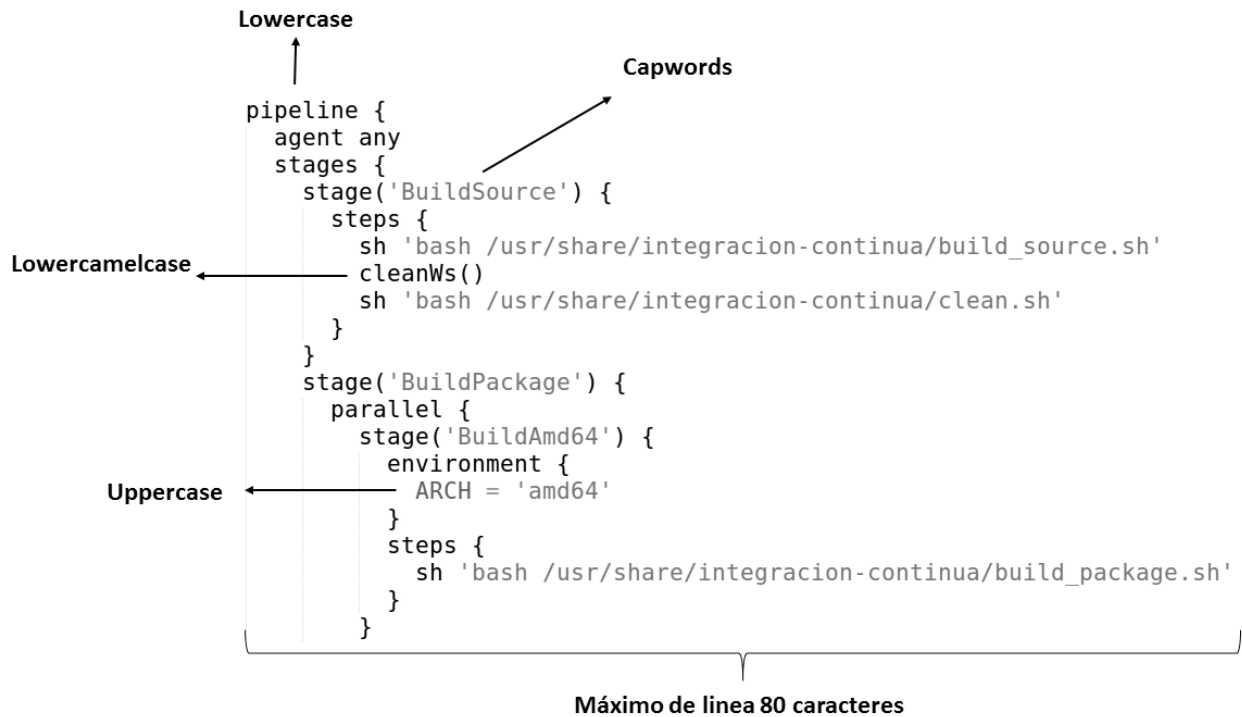 Lowercase
Capwords
pipeline {
  agent any
  stages {
    stage('BuildSource') {
      steps {
        sh 'bash /usr/share/integracion-continua/build_source.sh'
Lowercamelcase
        cleanWs()
        sh 'bash /usr/share/integracion-continua/clean.sh'
      }
    }
    stage('BuildPackage') {
      parallel {
        stage('BuildAmd64') {
          environment {
Uppercase
            ARCH = 'amd64'
          }
          steps {
            sh 'bash /usr/share/integracion-continua/build_package.sh'
          }
        }
Máximo de linea 80 caracteres